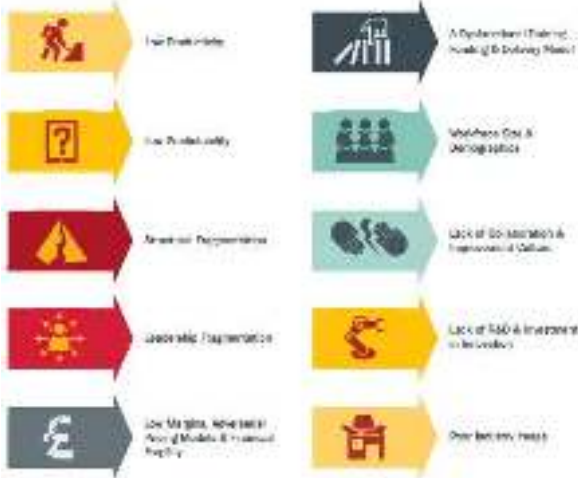 Low Productivity
Low Predictability
Structural Fragmentation
Leadership Fragmentation
Low Margins, Adversarial
Pricing Models & Financial
Fragility
A Dysfunctional Training
Funding & Delivery Model
Workforce Size &
Demographics
Lack of Collaboration &
Improvement Culture
Lack of R&D & Investment
in Innovation
Poor Industry Image
?
£